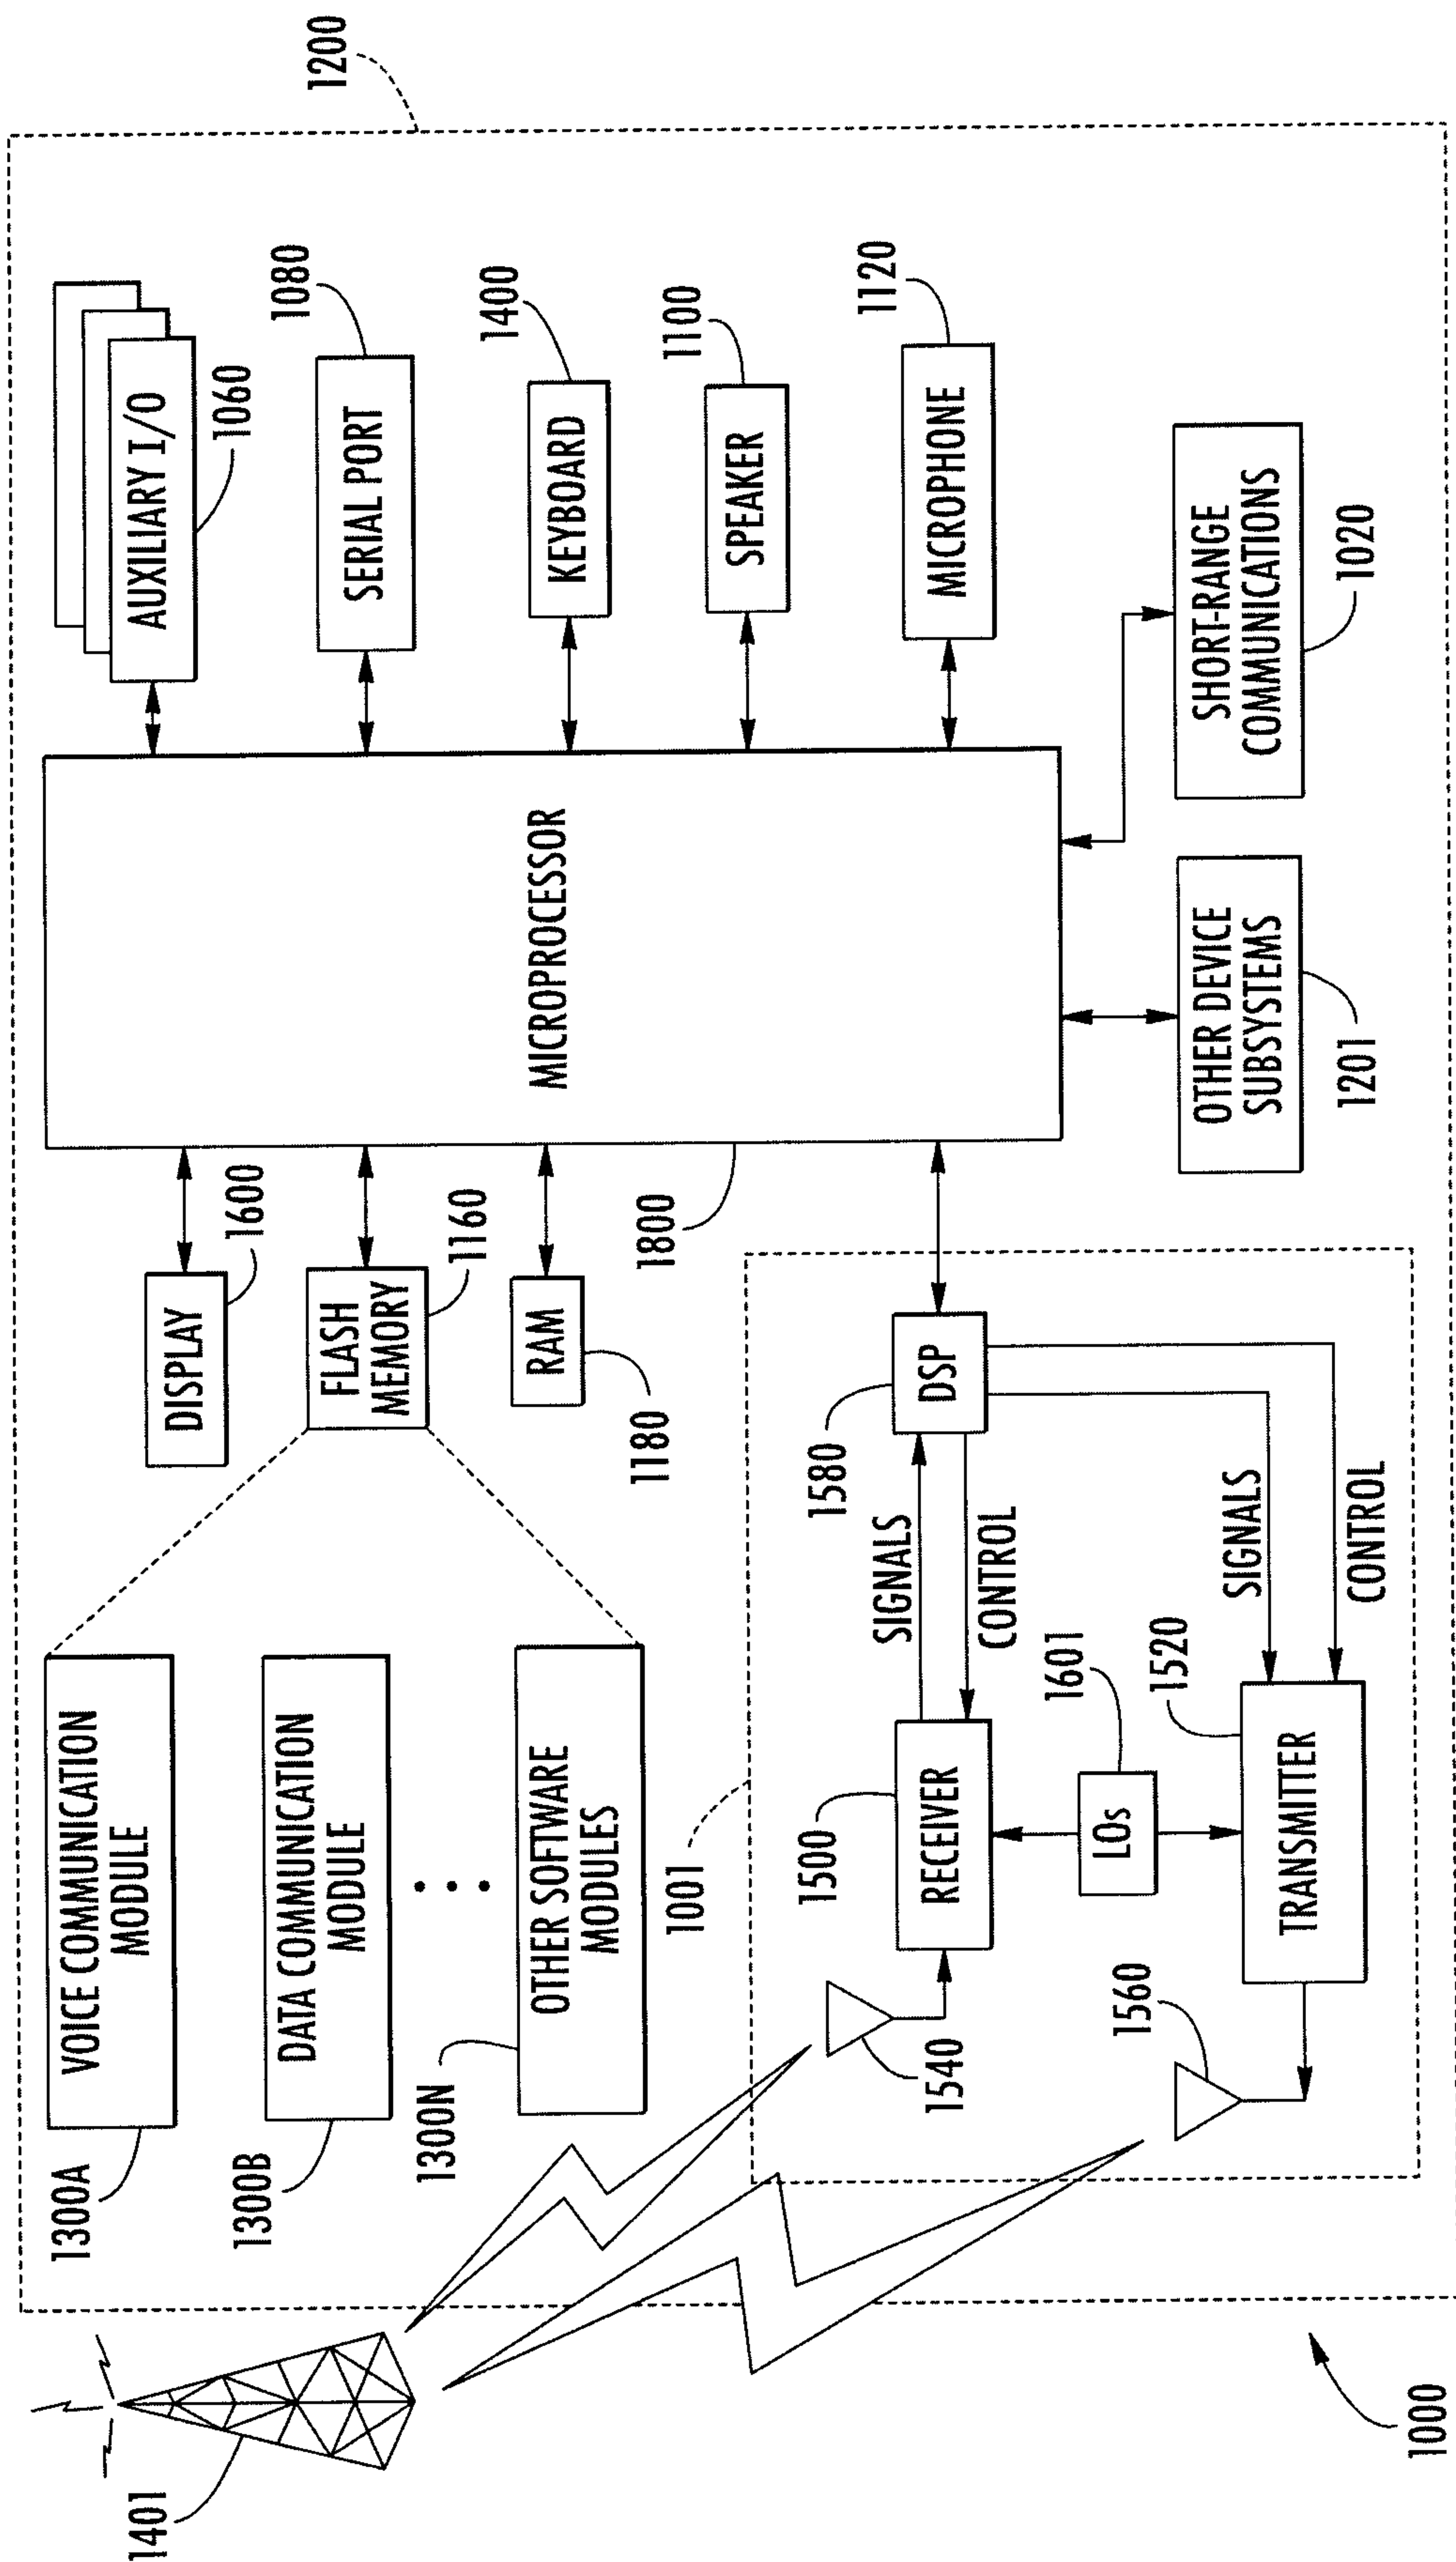 1200
AUXILIARY I/O
1060
SERIAL PORT
1080
KEYBOARD
1400
SPEAKER
1100
MICROPHONE
1120
SHORT-RANGE
COMMUNICATIONS
1020
MICROPROCESSOR
1800
OTHER DEVICE
SUBSYSTEMS
1201
DISPLAY
1600
FLASH
MEMORY
1160
RAM
1180
VOICE COMMUNICATION
MODULE
1300A
DATA COMMUNICATION
MODULE
1300B
OTHER SOFTWARE
MODULES
1300N
1001
DSP
1580
SIGNALS
CONTROL
SIGNALS
CONTROL
RECEIVER
1500
LOs
1601
TRANSMITTER
1520
1540
1560
1401
1000